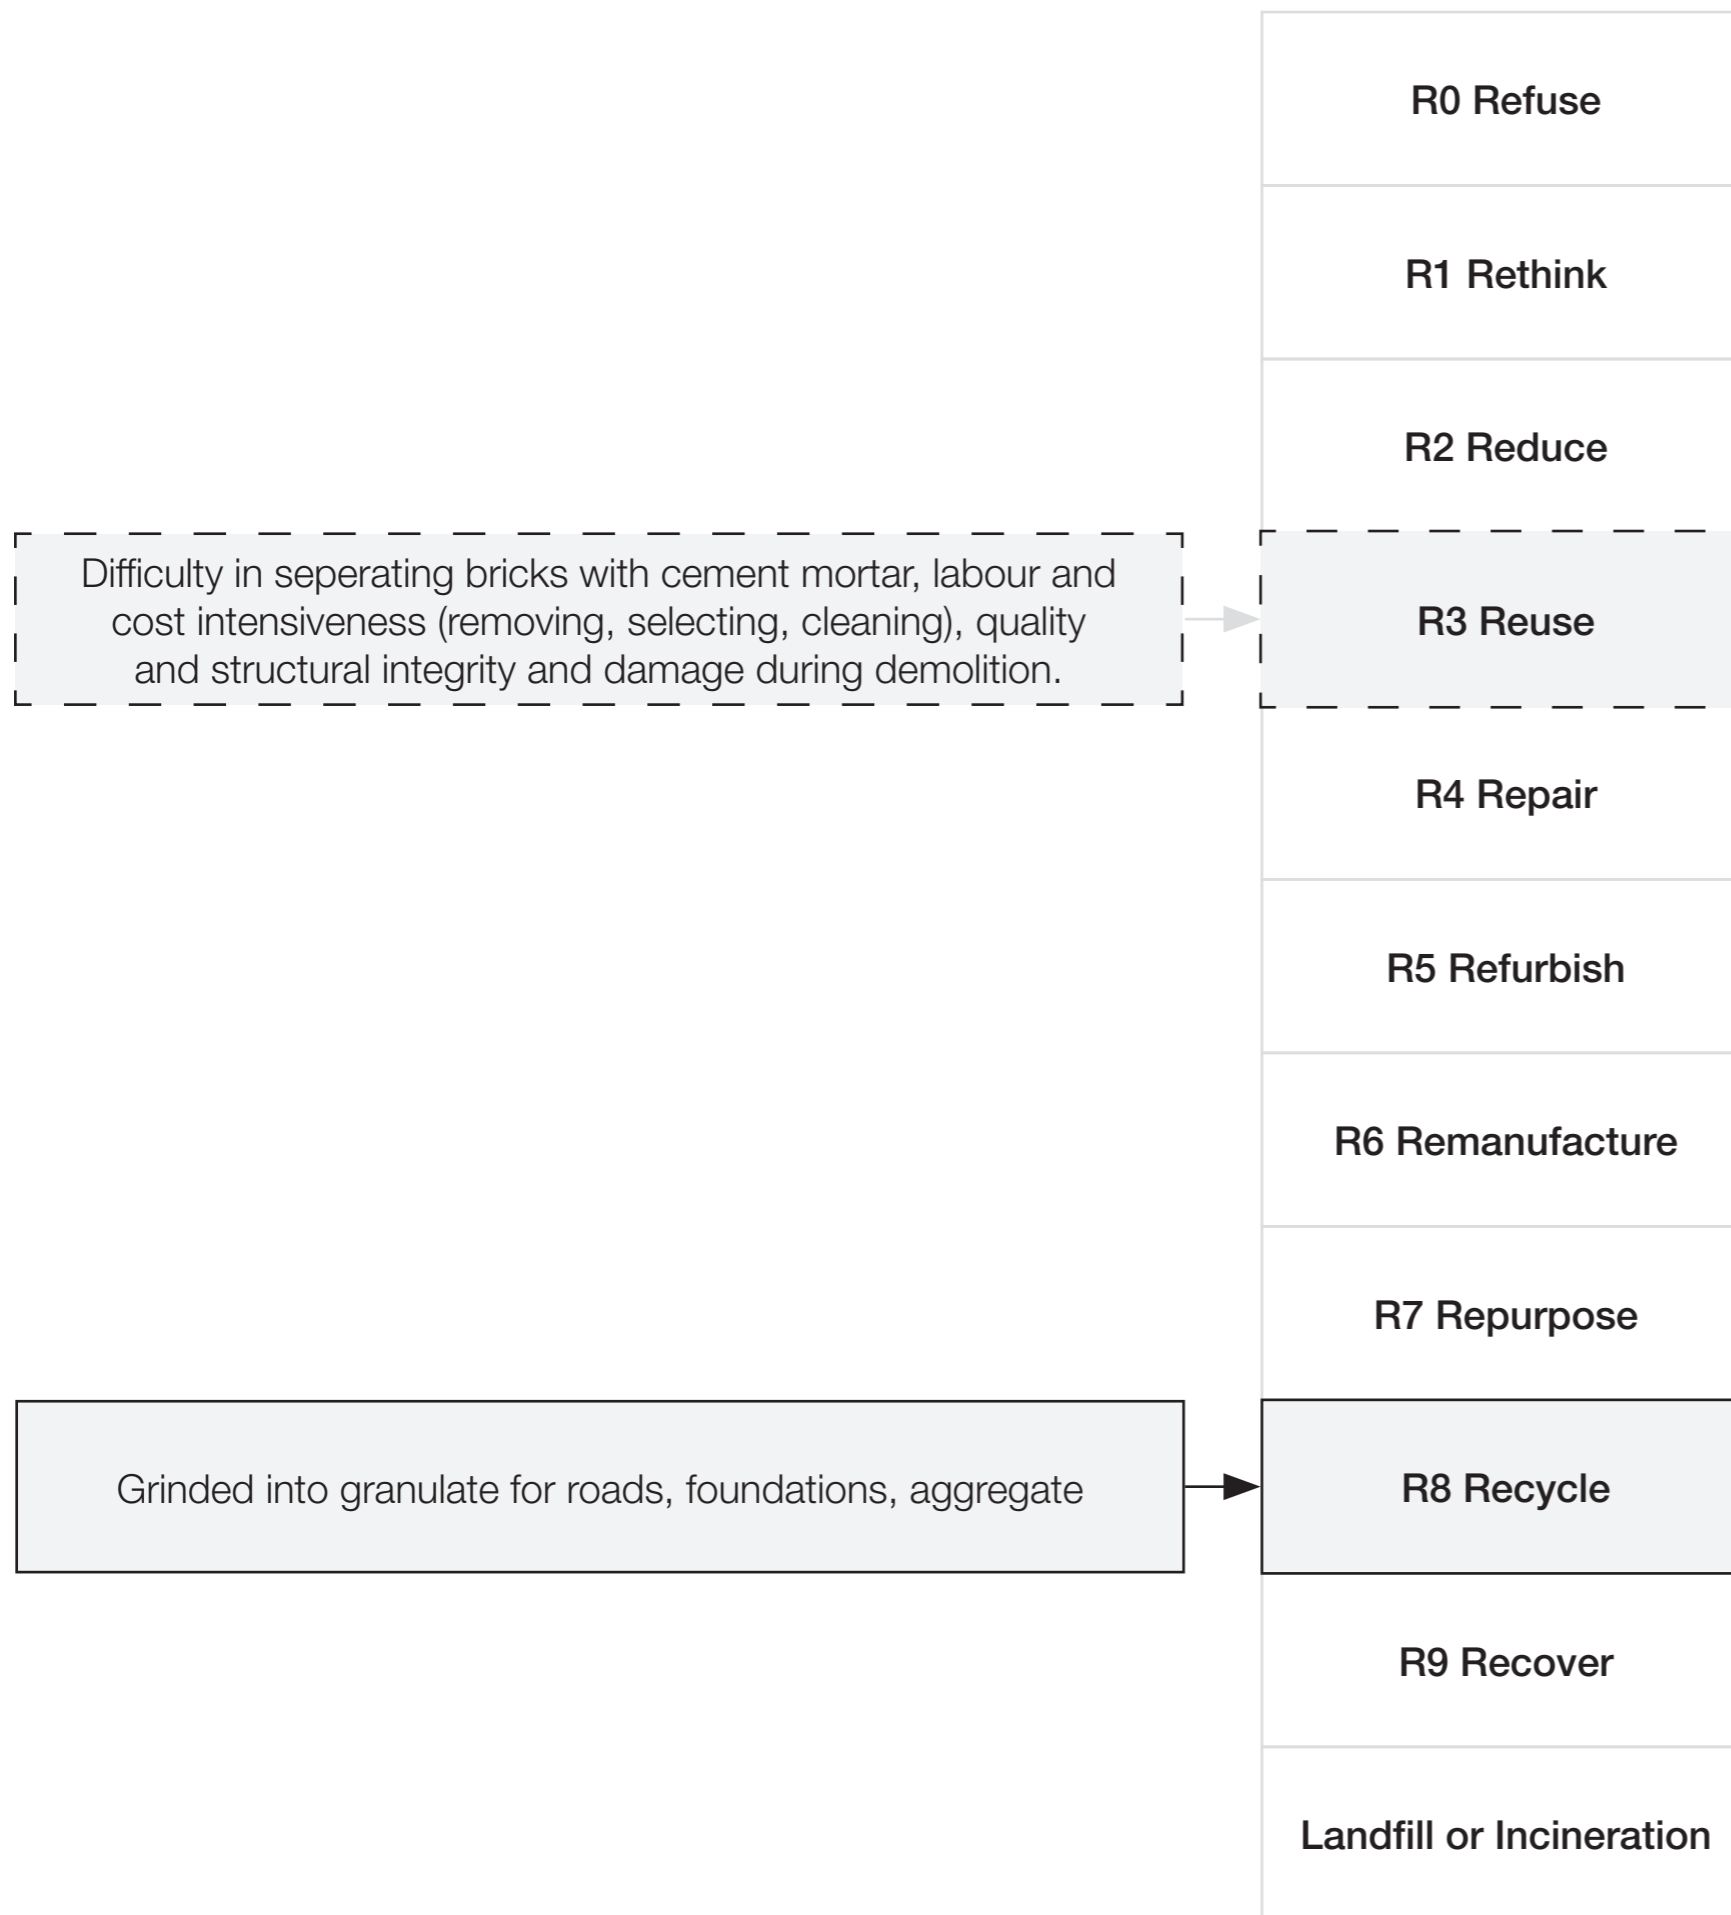 R0 Refuse
R1 Rethink
R2 Reduce
Difficulty in seperating bricks with cement mortar, labour and
cost intensiveness (removing, selecting, cleaning), quality
and structural integrity and damage during demolition.
R3 Reuse
R4 Repair
R5 Refurbish
R6 Remanufacture
R7 Repurpose
Grinded into granulate for roads, foundations, aggregate
R8 Recycle
R9 Recover
Landfill or Incineration